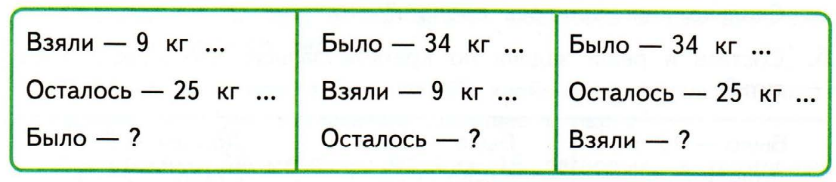 Взяли — 9 кг ...
Осталось — 25 кг ...
Было — ?
Было — 34 кг ...
Взяли — 9 кг ...
Осталось — ?
Было — 34 кг ...
Осталось — 25 кг ...
Взяли — ?